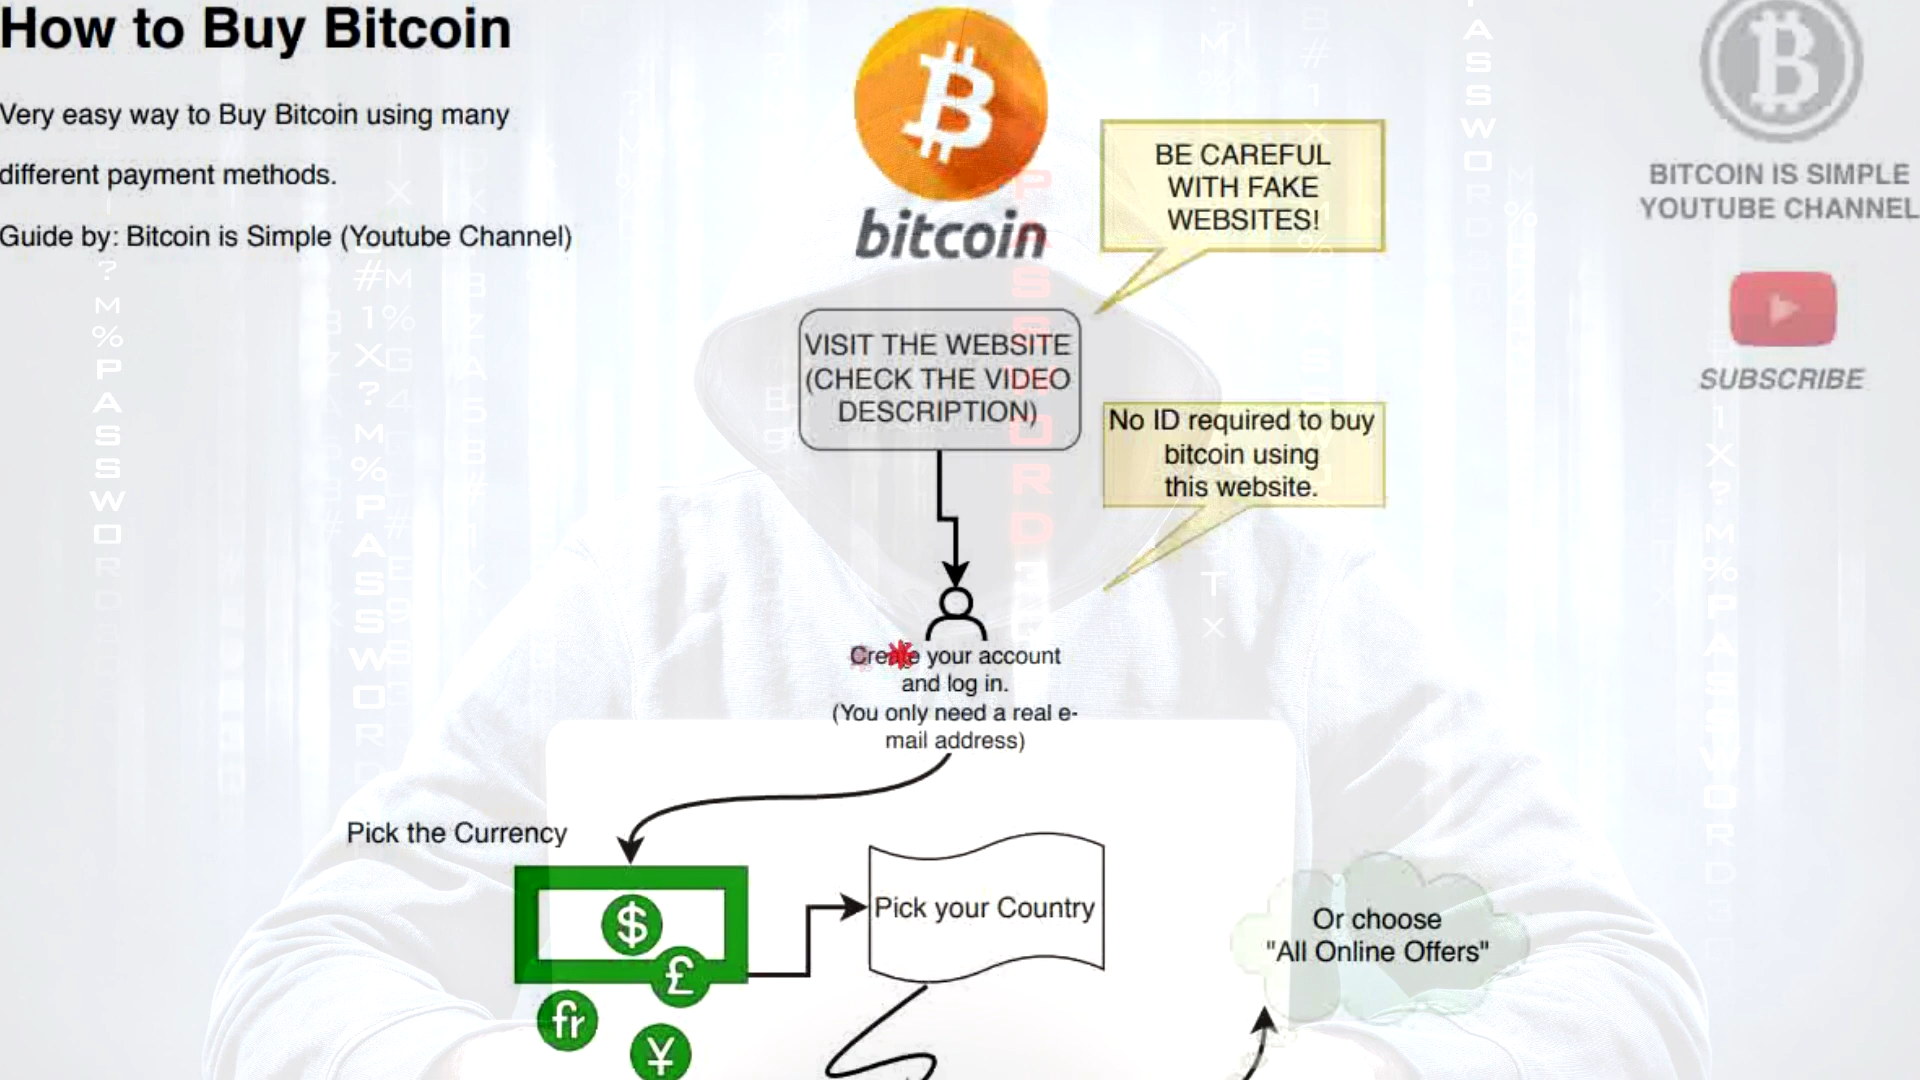 How to Buy Bitcoin
Very easy way to Buy Bitcoin using many
different payment methods.
Guide by: Bitcoin is Simple (Youtube Channel)
bitcoin
BE CAREFUL
WITH FAKE
WEBSITES!
BITCOIN IS SIMPLE
YOUTUBE CHANNEL
SUBSCRIBE
VISIT THE WEBSITE
(CHECK THE VIDEO
DESCRIPTION)
No ID required to buy
bitcoin using
this website.
Create your account
and log in.
(You only need a real e-
mail address)
Pick the Currency
$
£
fr
¥
Pick your Country
Or choose
"All Online Offers"
PASSWORD